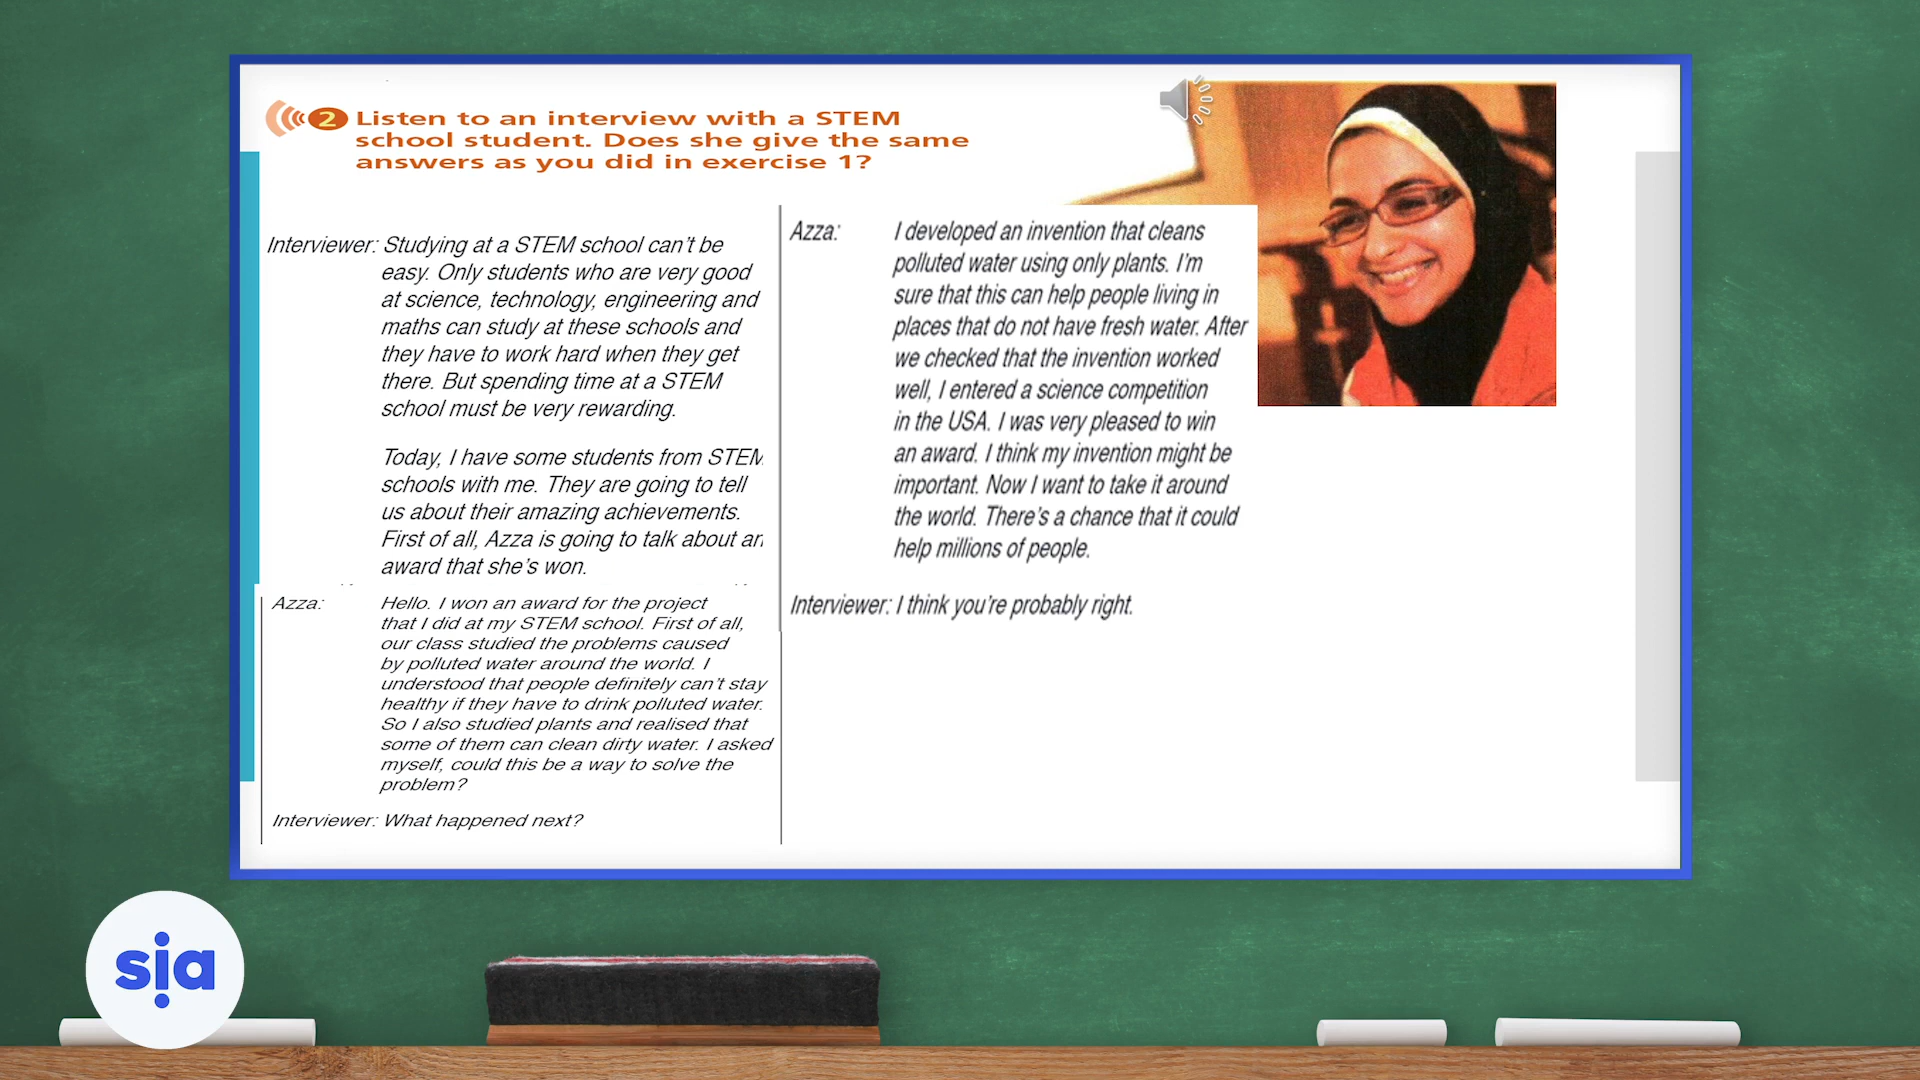 2 Listen to an interview with a STEM
school student. Does she give the same
answers as you did in exercise 1?
Interviewer: Studying at a STEM school can't be
easy. Only students who are very good
at science, technology, engineering and
maths can study at these schools and
they have to work hard when they get
there. But spending time at a STEM
school must be very rewarding.
Today, I have some students from STEM
schools with me. They are going to tell
us about their amazing achievements.
First of all, Azza is going to talk about an
award that she's won.
Azza: Hello. I won an award for the project
that I did at my STEM school. First of all,
our class studied the problems caused
by polluted water around the world. I
understood that people definitely can't stay
healthy if they have to drink polluted water.
So I also studied plants and realised that
some of them can clean dirty water. I asked
myself, could this be a way to solve the
problem?
Interviewer: What happened next?
Azza: I developed an invention that cleans
polluted water using only plants. I'm
sure that this can help people living in
places that do not have fresh water. After
we checked that the invention worked
well, I entered a science competition
in the USA. I was very pleased to win
an award. I think my invention might be
important. Now I want to take it around
the world. There's a chance that it could
help millions of people.
Interviewer: I think you're probably right.
sia